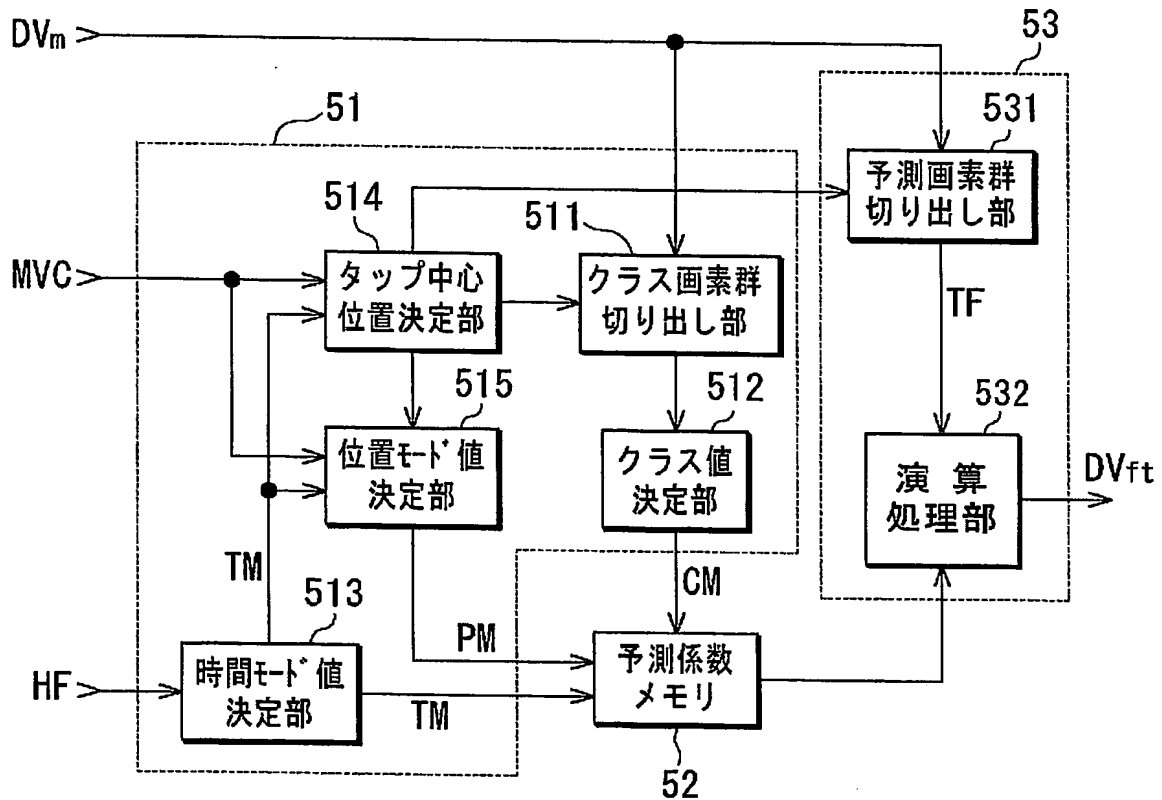 DVm
53
51
531
予測画素群
切り出し部
514
511
MVC
タップ中心
位置決定部
クラス画素群
切り出し部
TF
515
512
532
位置ﾓｰﾄﾞ値
決定部
クラス値
決定部
演算
処理部
DVft
TM
513
CM
PM
HF
時間ﾓｰﾄﾞ値
決定部
TM
予測係数
メモリ
52